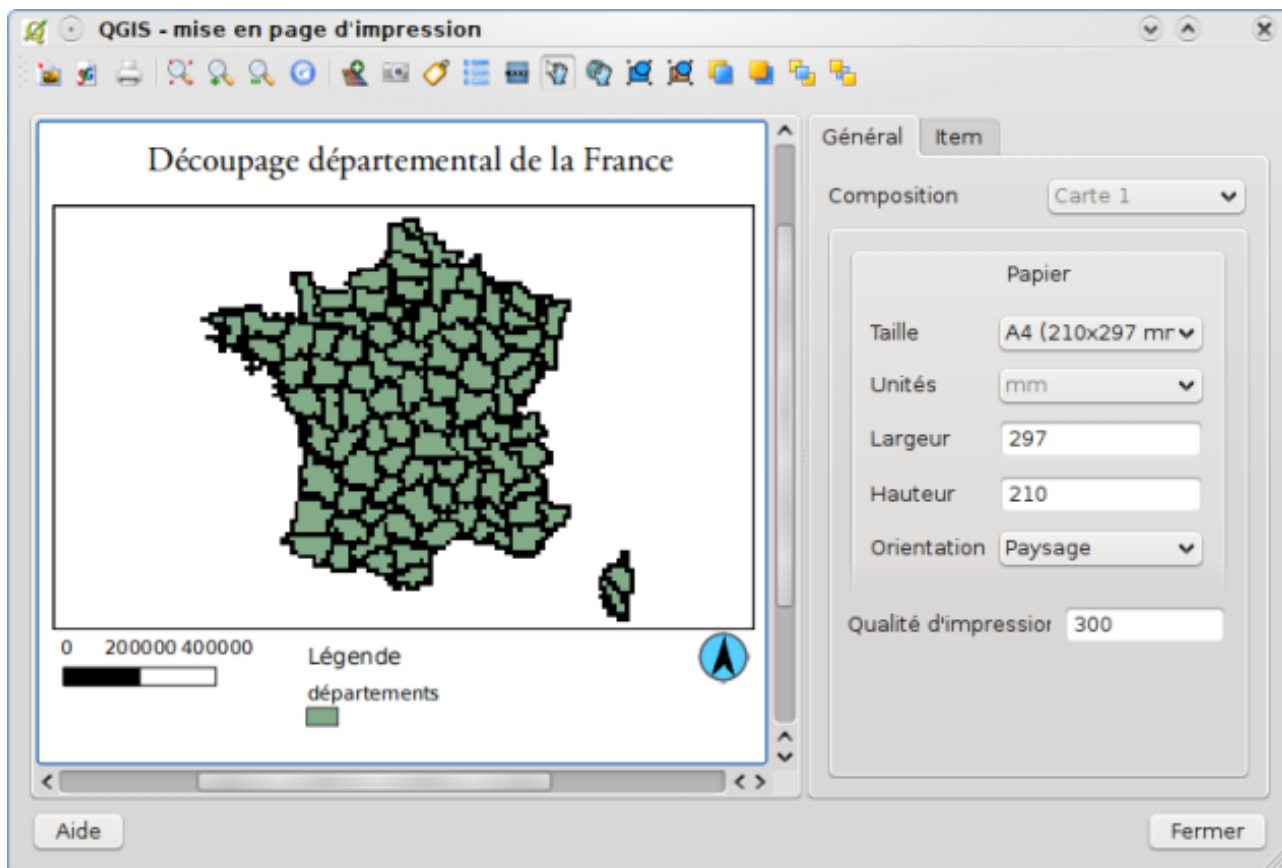 QGIS - mise en page d'impression
Découpage départemental de la France
0 200000 400000
Légende
départements
Général Item
Composition Carte 1
Papier
Taille A4 (210x297 mr
Unités mm
Largeur 297
Hauteur 210
Orientation Paysage
Qualité d'impressior 300
Aide Fermer